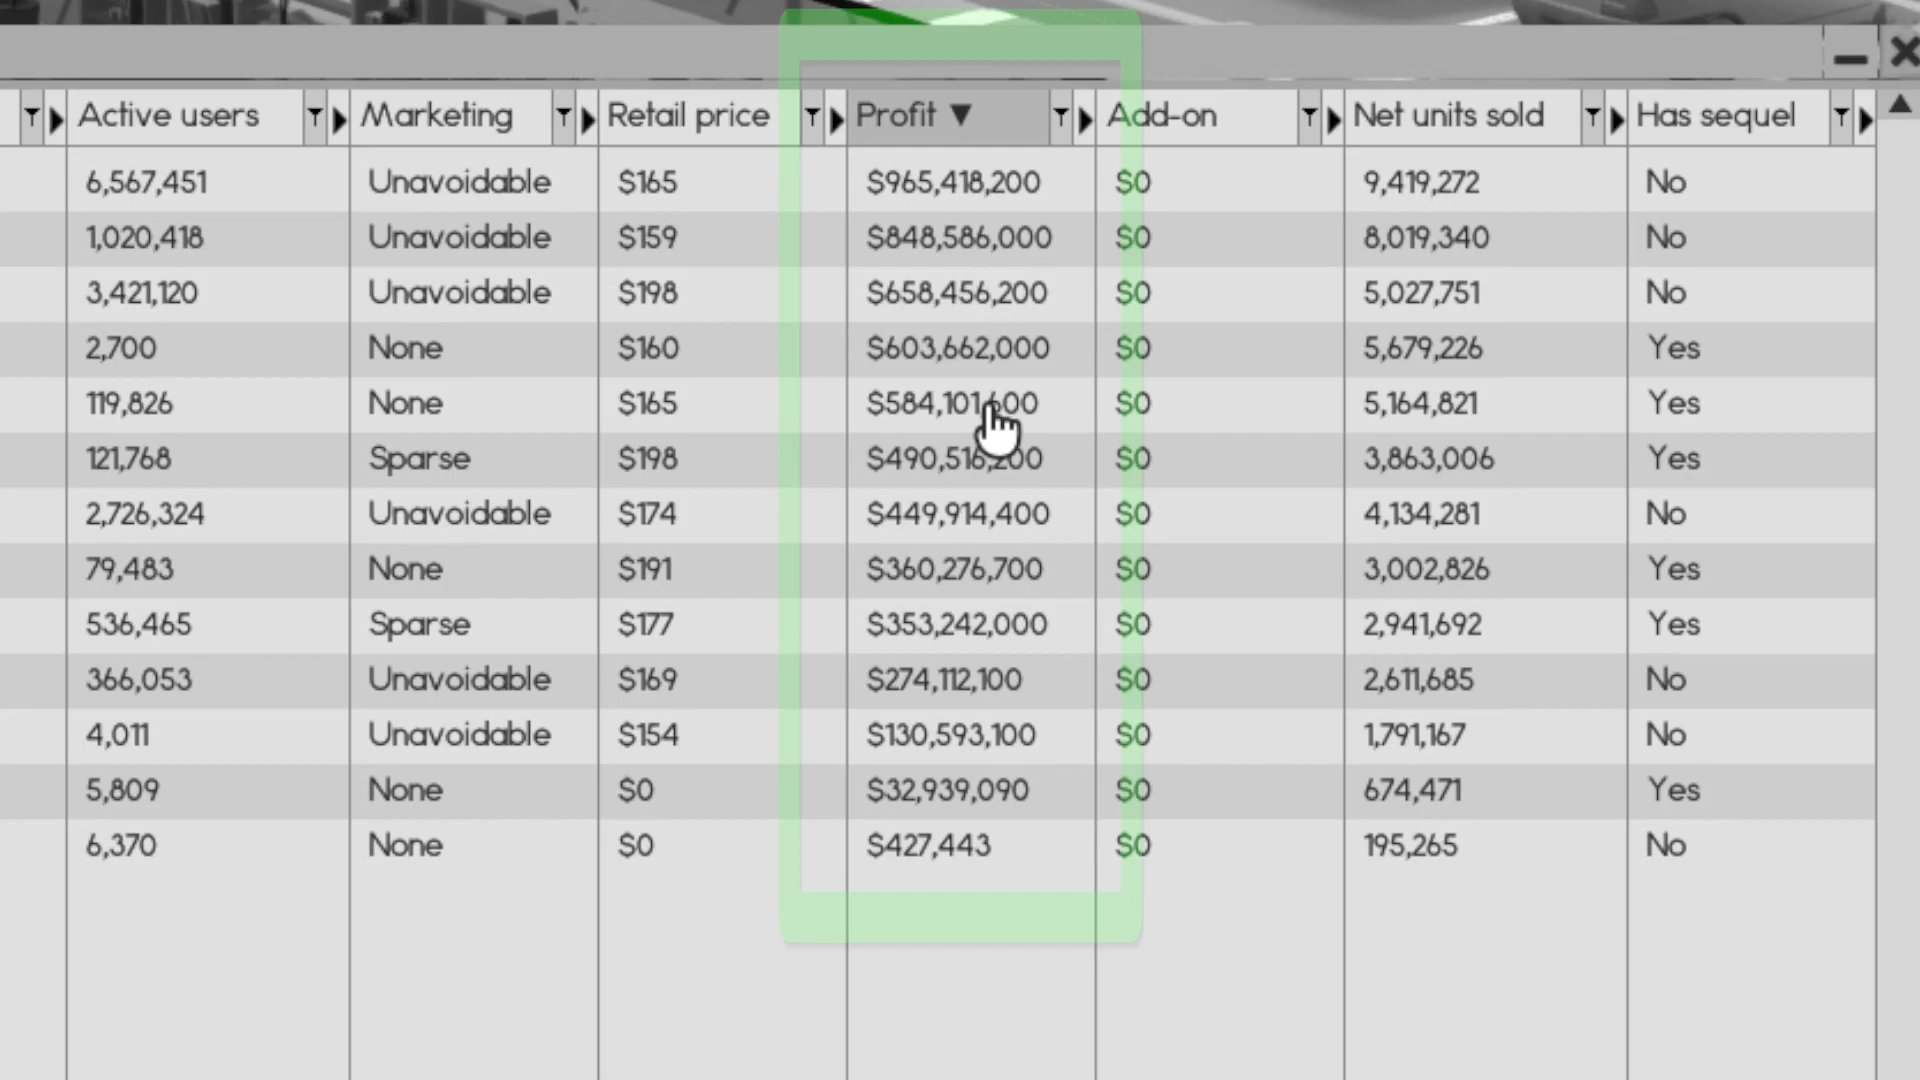 Active users Marketing Retail price Profit ▼ Add-on Net units sold Has sequel
6,567,451 Unavoidable $165 $965,418,200 $0 9,419,272 No
1,020,418 Unavoidable $159 $848,586,000 $0 8,019,340 No
3,421,120 Unavoidable $198 $658,456,200 $0 5,027,751 No
2,700 None $160 $603,662,000 $0 5,679,226 Yes
119,826 None $165 $584,101,600 $0 5,164,821 Yes
121,768 Sparse $198 $490,516,200 $0 3,863,006 Yes
2,726,324 Unavoidable $174 $449,914,400 $0 4,134,281 No
79,483 None $191 $360,276,700 $0 3,002,826 Yes
536,465 Sparse $177 $353,242,000 $0 2,941,692 Yes
366,053 Unavoidable $169 $274,112,100 $0 2,611,685 No
4,011 Unavoidable $154 $130,593,100 $0 1,791,167 No
5,809 None $0 $32,939,090 $0 674,471 Yes
6,370 None $0 $427,443 $0 195,265 No